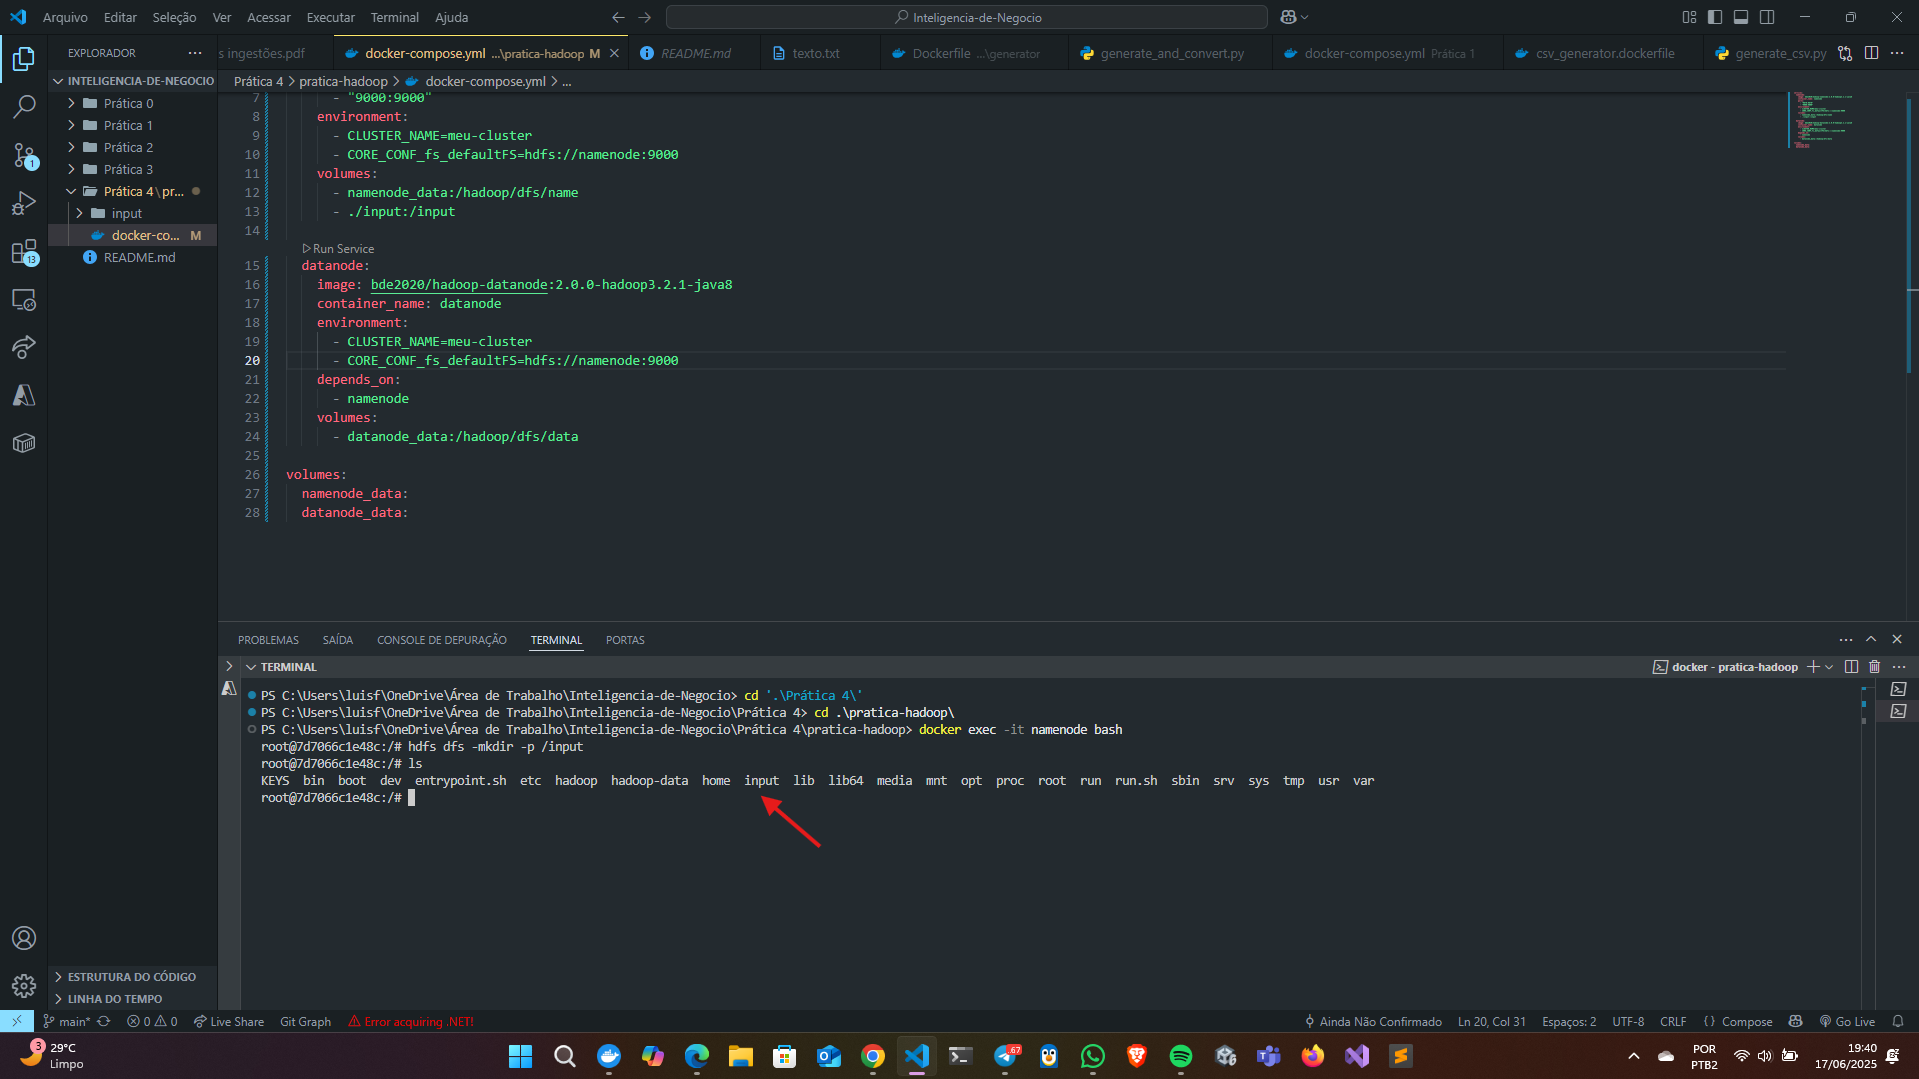 Arquivo Editar Seleção Ver Acessar Executar Terminal Ajuda
Inteligencia-de-Negocio
EXPLORADOR
s ingestões.pdf
docker-compose.yml ...\pratica-hadoop M
README.md
texto.txt
Dockerfile ...\generator
generate_and_convert.py
docker-compose.yml Prática 1
csv_generator.dockerfile
generate_csv.py
INTELIGENCIA-DE-NEGOCIO
Prática 0
Prática 1
Prática 2
Prática 3
Prática 4\pr...
input
docker-co... M
README.md
1
13
Prática 4 > pratica-hadoop > docker-compose.yml > ...
7 - "9000:9000"
8 environment:
9 - CLUSTER_NAME=meu-cluster
10 - CORE_CONF_fs_defaultFS=hdfs://namenode:9000
11 volumes:
12 - namenode_data:/hadoop/dfs/name
13 - ./input:/input
14
Run Service
15 datanode:
16 image: bde2020/hadoop-datanode:2.0.0-hadoop3.2.1-java8
17 container_name: datanode
18 environment:
19 - CLUSTER_NAME=meu-cluster
20 - CORE_CONF_fs_defaultFS=hdfs://namenode:9000
21 depends_on:
22 - namenode
23 volumes:
24 - datanode_data:/hadoop/dfs/data
25
26 volumes:
27 namenode_data:
28 datanode_data:
PROBLEMAS SAÍDA CONSOLE DE DEPURAÇÃO TERMINAL PORTAS
TERMINAL
docker - pratica-hadoop
PS C:\Users\luisf\OneDrive\Área de Trabalho\Inteligencia-de-Negocio> cd '.\Prática 4\'
PS C:\Users\luisf\OneDrive\Área de Trabalho\Inteligencia-de-Negocio\Prática 4> cd .\pratica-hadoop\
PS C:\Users\luisf\OneDrive\Área de Trabalho\Inteligencia-de-Negocio\Prática 4\pratica-hadoop> docker exec -it namenode bash
root@7d7066c1e48c:/# hdfs dfs -mkdir -p /input
root@7d7066c1e48c:/# ls
KEYS bin boot dev entrypoint.sh etc hadoop hadoop-data home input lib lib64 media mnt opt proc root run run.sh sbin srv sys tmp usr var
root@7d7066c1e48c:/#
ESTRUTURA DO CÓDIGO
LINHA DO TEMPO
main* 0 0 Live Share Git Graph Error acquiring .NET!
Ainda Não Confirmado Ln 20, Col 31 Espaços: 2 UTF-8 CRLF {} Compose Go Live
3
29°C
Limpo
.67
POR
PTB2
19:40
17/06/2025